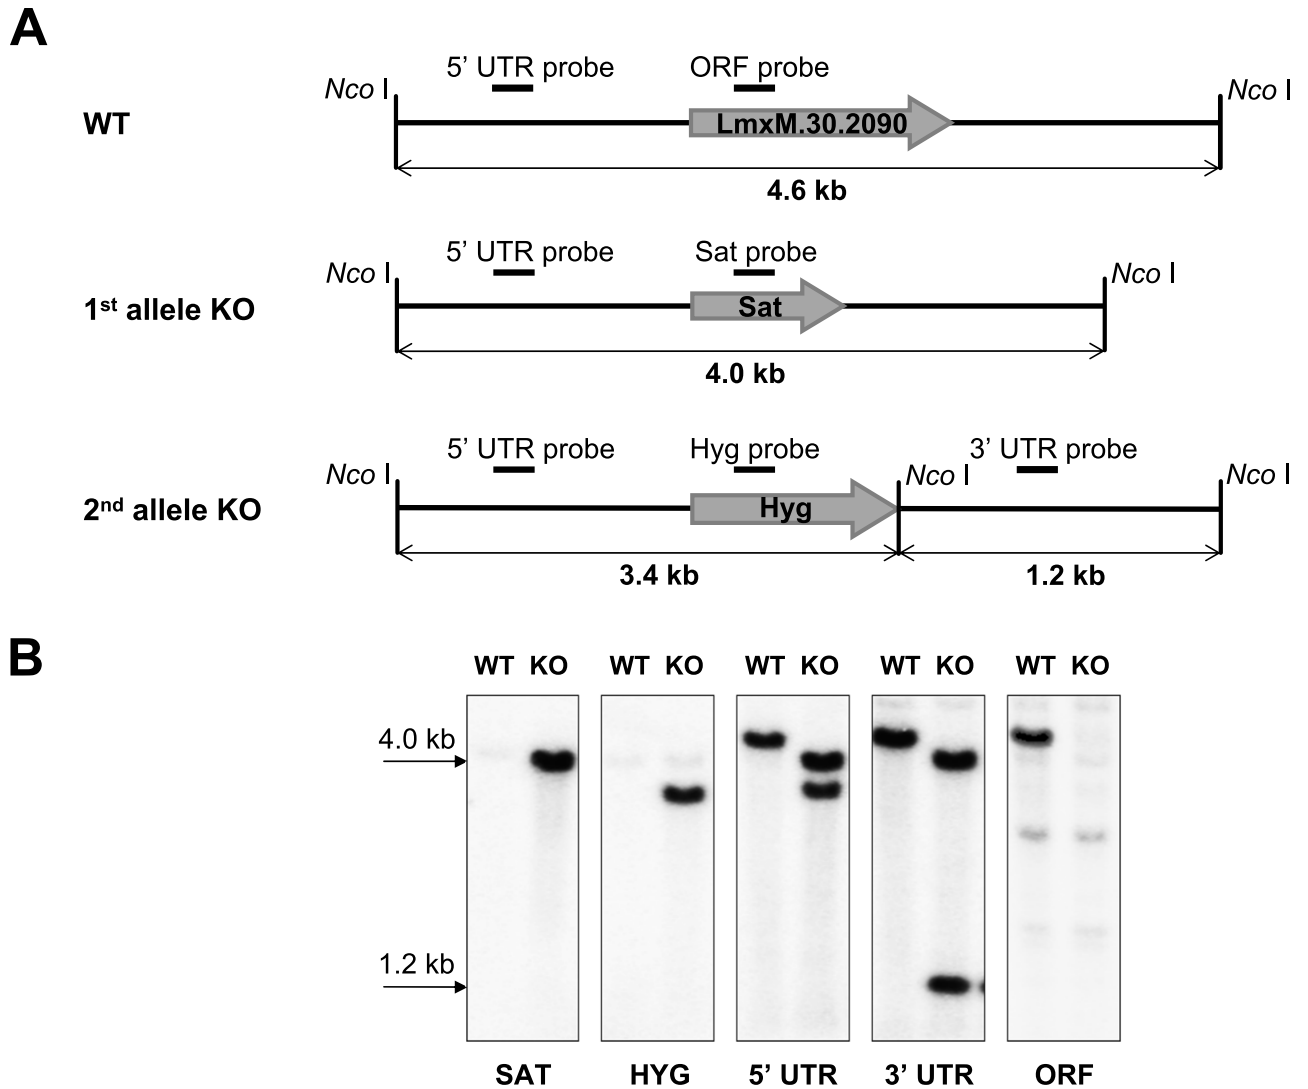 A
5’ UTR probe ORF probe
Nco I Nco I
WT LmxM.30.2090
4.6 kb
5’ UTR probe Sat probe
Nco I Nco I
1st allele KO Sat
4.0 kb
5’ UTR probe Hyg probe 3’ UTR probe
Nco I Nco I Nco I
2nd allele KO Hyg
3.4 kb 1.2 kb
B
WT KO WT KO WT KO WT KO WT KO
4.0 kb
1.2 kb
SAT HYG 5’ UTR 3’ UTR ORF